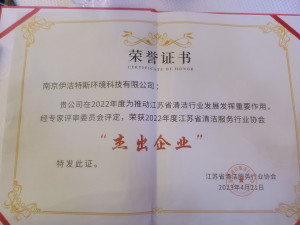 荣誉证书
CERTIFICATE OF HONOR
南京伊洁特斯环境科技有限公司：
贵公司在2022年度为推动江苏省清洁行业发展发挥重要作用，
经专家评审委员会评定，荣获2022年度江苏省清洁服务行业协会
“杰出企业”
特发此证。
江苏省清洁服务行业协会
2023年4月21日